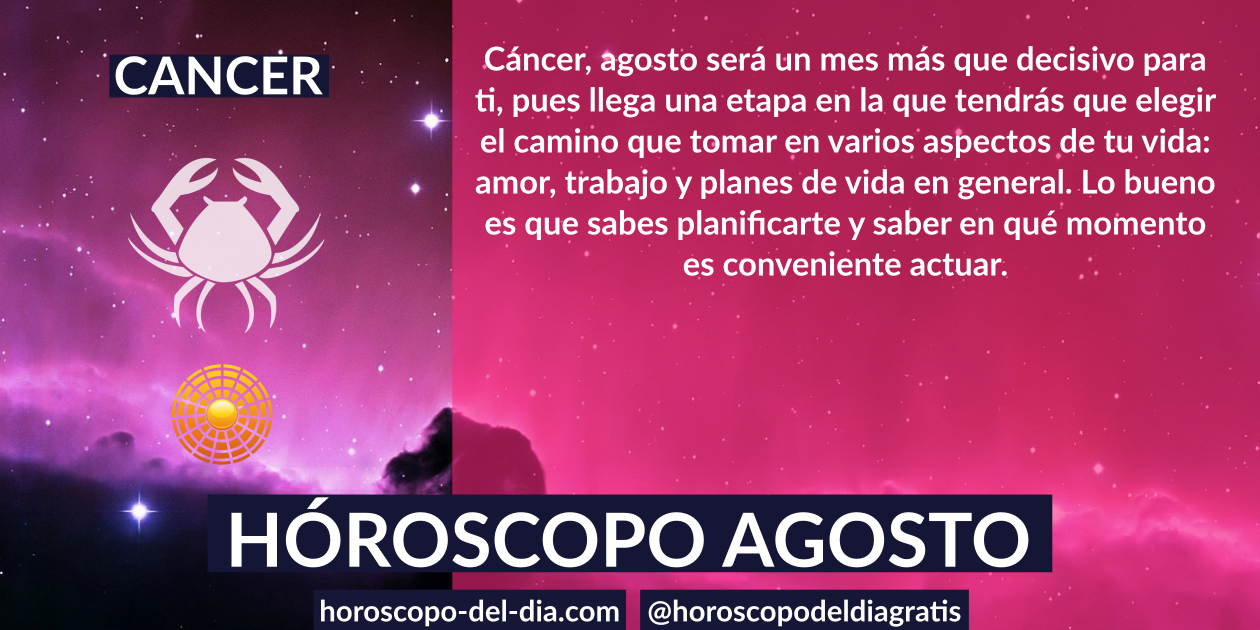 CANCER
Cáncer, agosto será un mes más que decisivo para
ti, pues llega una etapa en la que tendrás que elegir
el camino que tomar en varios aspectos de tu vida:
amor, trabajo y planes de vida en general. Lo bueno
es que sabes planificarte y saber en qué momento
es conveniente actuar.
HÓROSCOPO AGOSTO
horoscopo-del-dia.com
@horoscopodeldiagratis